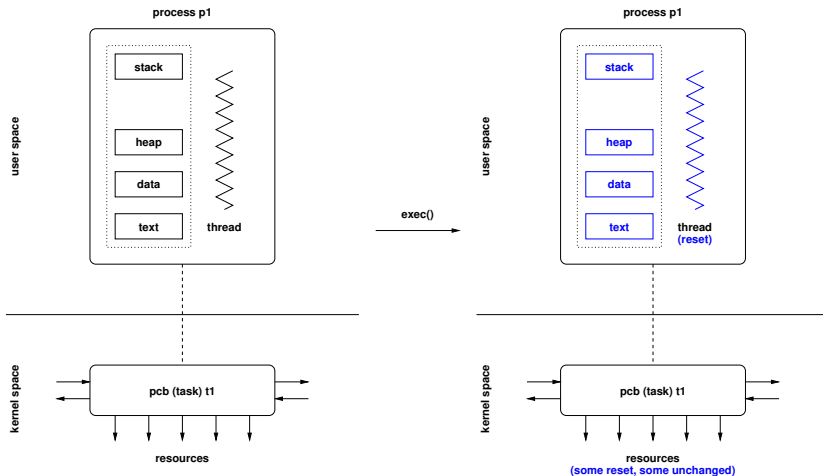 process p1
stack
heap
data
text
thread
user space
pcb (task) t1
kernel space
resources
exec()
process p1
stack
heap
data
text
thread
(reset)
user space
pcb (task) t1
kernel space
resources
(some reset, some unchanged)